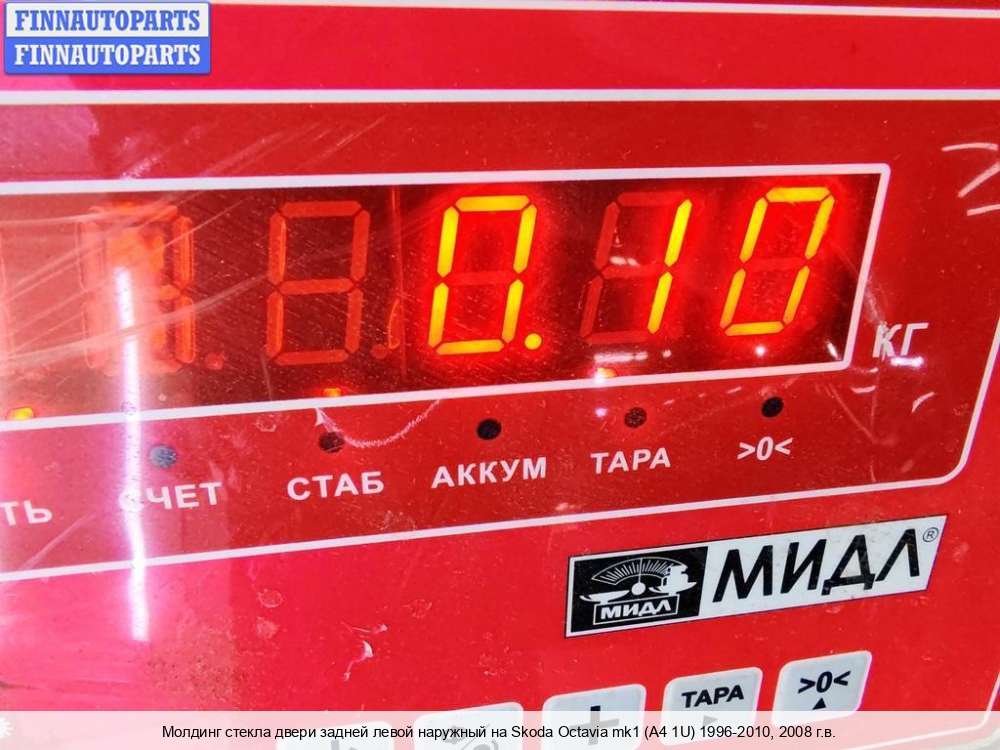 FINNAUTOPARTS
FINNAUTOPARTS
0.10
КГ
СЧЕТ СТАБ АККУМ ТАРА >0<
МИДЛ МИДЛ®
+ ТАРА >0<
Молдинг стекла двери задней левой наружный на Skoda Octavia mk1 (A4 1U) 1996-2010, 2008 г.в.